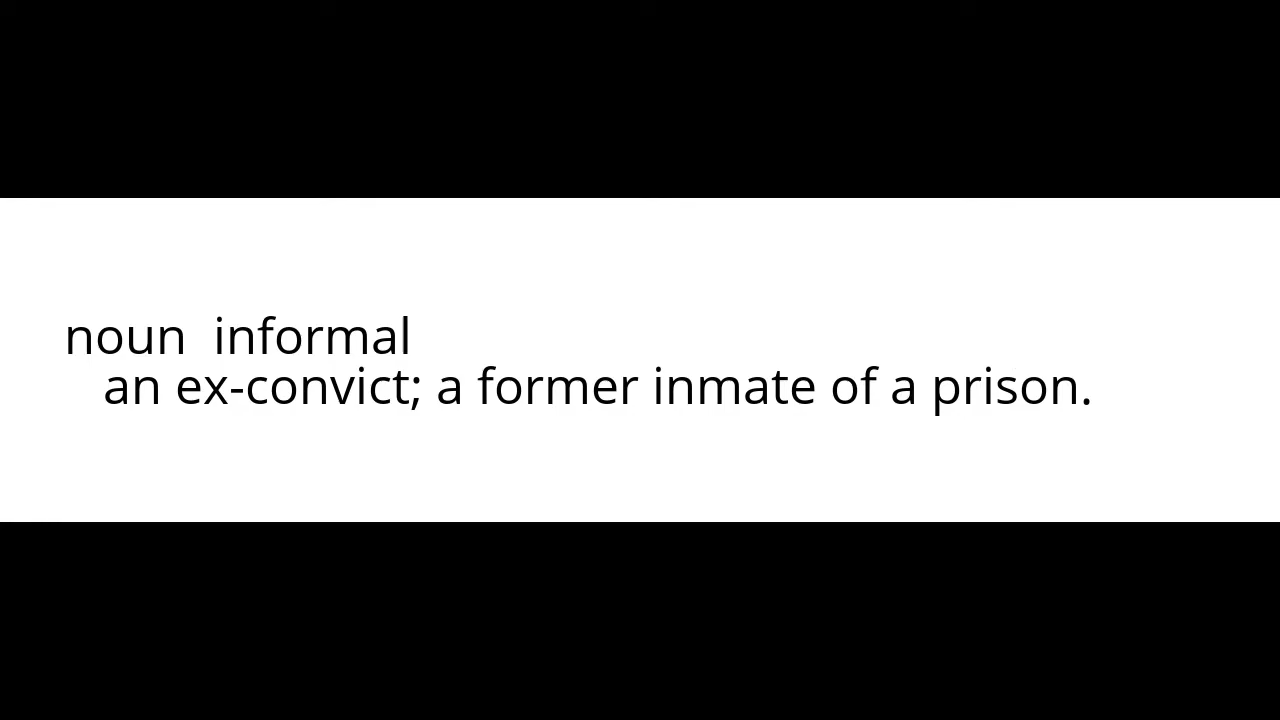 noun  informal
an ex-convict; a former inmate of a prison.